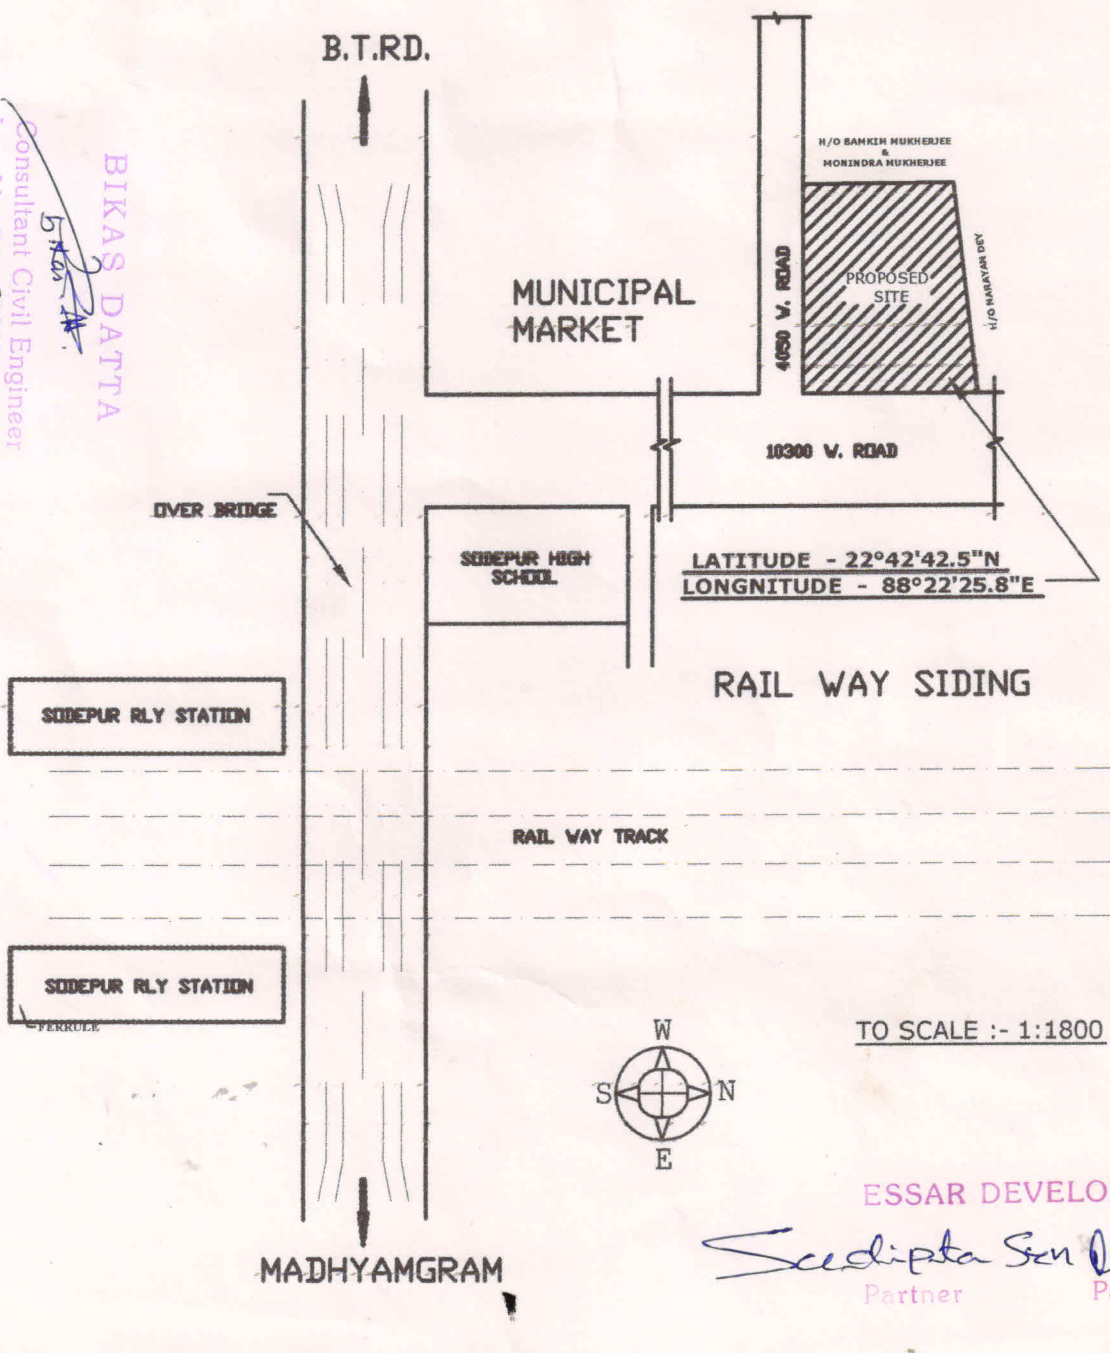 B.T.RD.
H/O BAMKIM MUKHERJEE
&
MONINDRA MUKHERJEE
BIKAS DATTA
Consultant Civil Engineer
MUNICIPAL
MARKET
4050 W. ROAD
PROPOSED
SITE
H/O NARAYAN DEY
10300 W. ROAD
OVER BRIDGE
SODEPUR HIGH
SCHOOL
LATITUDE - 22°42'42.5"N
LONGNITUDE - 88°22'25.8"E
RAIL WAY SIDING
SODEPUR RLY STATION
RAIL WAY TRACK
SODEPUR RLY STATION
FERRULE
W
S
N
E
TO SCALE :- 1:1800
ESSAR DEVELO
Sudipta Sen
Partner
MADHYAMGRAM